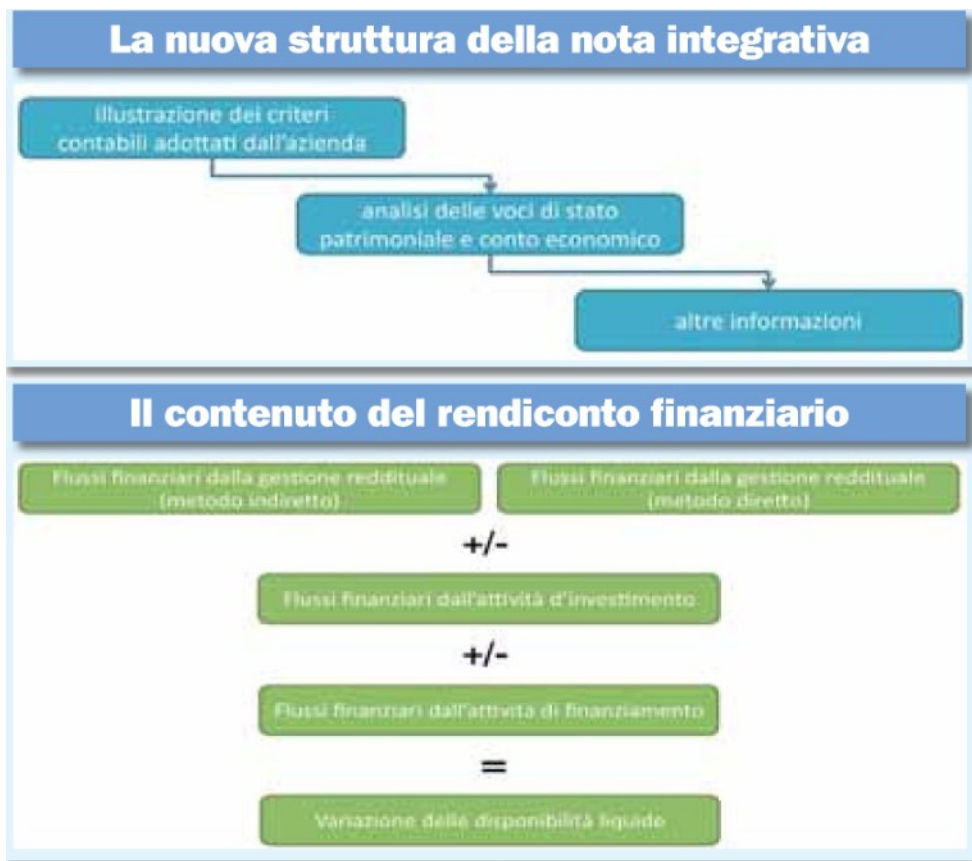 La nuova struttura della nota integrativa
illustrazione dei criteri
contabili adottati dall'azienda
analisi delle voci di stato
patrimoniale e conto economico
altre informazioni
Il contenuto del rendiconto finanziario
Flussi finanziari dalla gestione reddituale
(metodo indiretto)
Flussi finanziari dalla gestione reddituale
(metodo diretto)
+/-
Flussi finanziari dall'attività d'investimento
+/-
Flussi finanziari dall'attività di finanziamento
=
Variazione delle disponibilità liquide